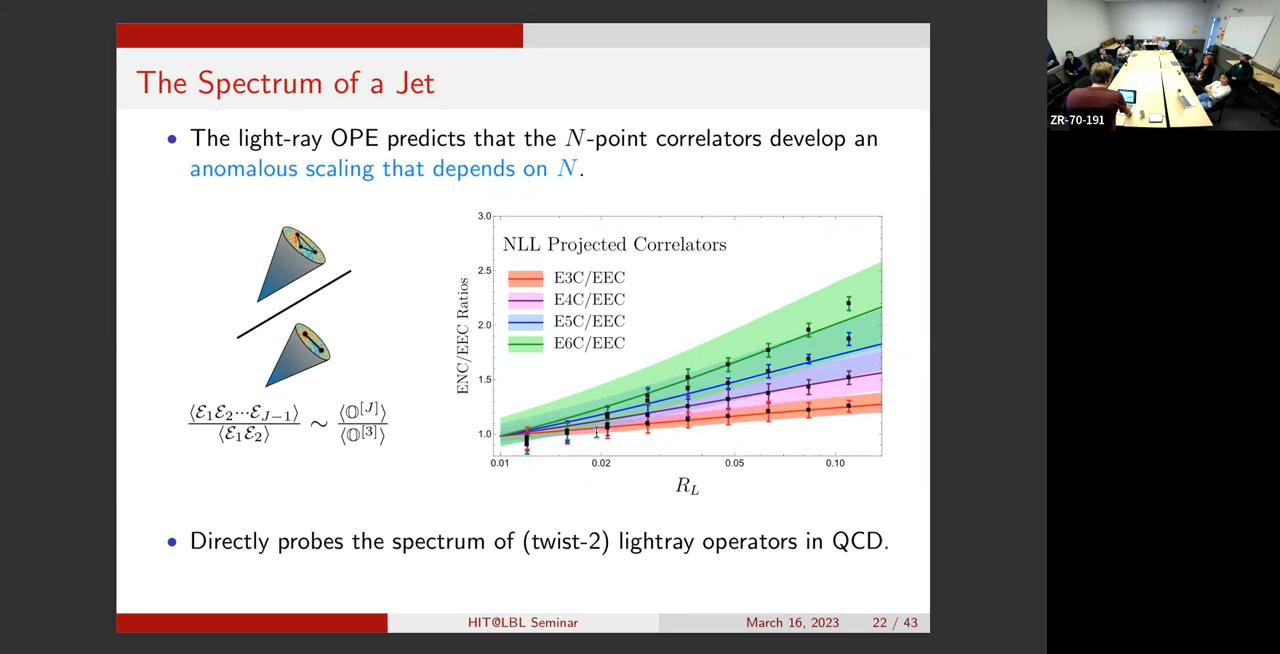 The Spectrum of a Jet
• The light-ray OPE predicts that the N-point correlators develop an
anomalous scaling that depends on N.
⟨ℰ₁ℰ₂⋯ℰ_{J−1}⟩ / ⟨ℰ₁ℰ₂⟩ ∼ ⟨𝕆^{[J]}⟩ / ⟨𝕆^{[3]}⟩
ENC/EEC Ratios
3.0
2.5
2.0
1.5
1.0
NLL Projected Correlators
E3C/EEC
E4C/EEC
E5C/EEC
E6C/EEC
0.01 0.02 0.05 0.10
R_L
• Directly probes the spectrum of (twist-2) lightray operators in QCD.
HIT@LBL Seminar March 16, 2023 22 / 43
ZR-70-191